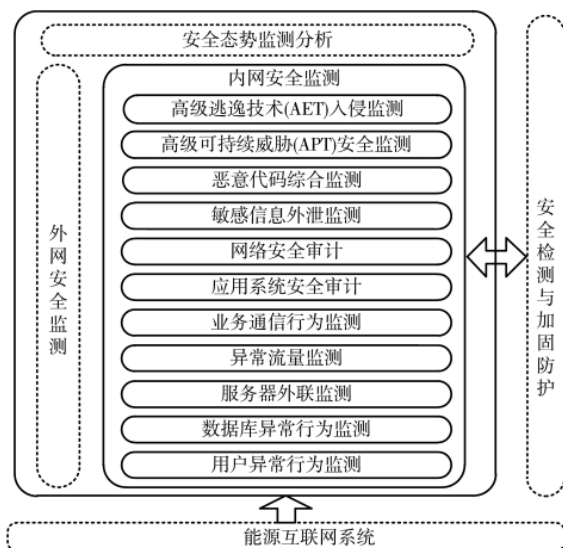 安全态势监测分析
内网安全监测
高级逃逸技术(AET)入侵监测
高级可持续威胁(APT)安全监测
恶意代码综合监测
敏感信息外泄监测
网络安全审计
应用系统安全审计
业务通信行为监测
异常流量监测
服务器外联监测
数据库异常行为监测
用户异常行为监测
外网安全监测
安全检测与加固防护
能源互联网系统